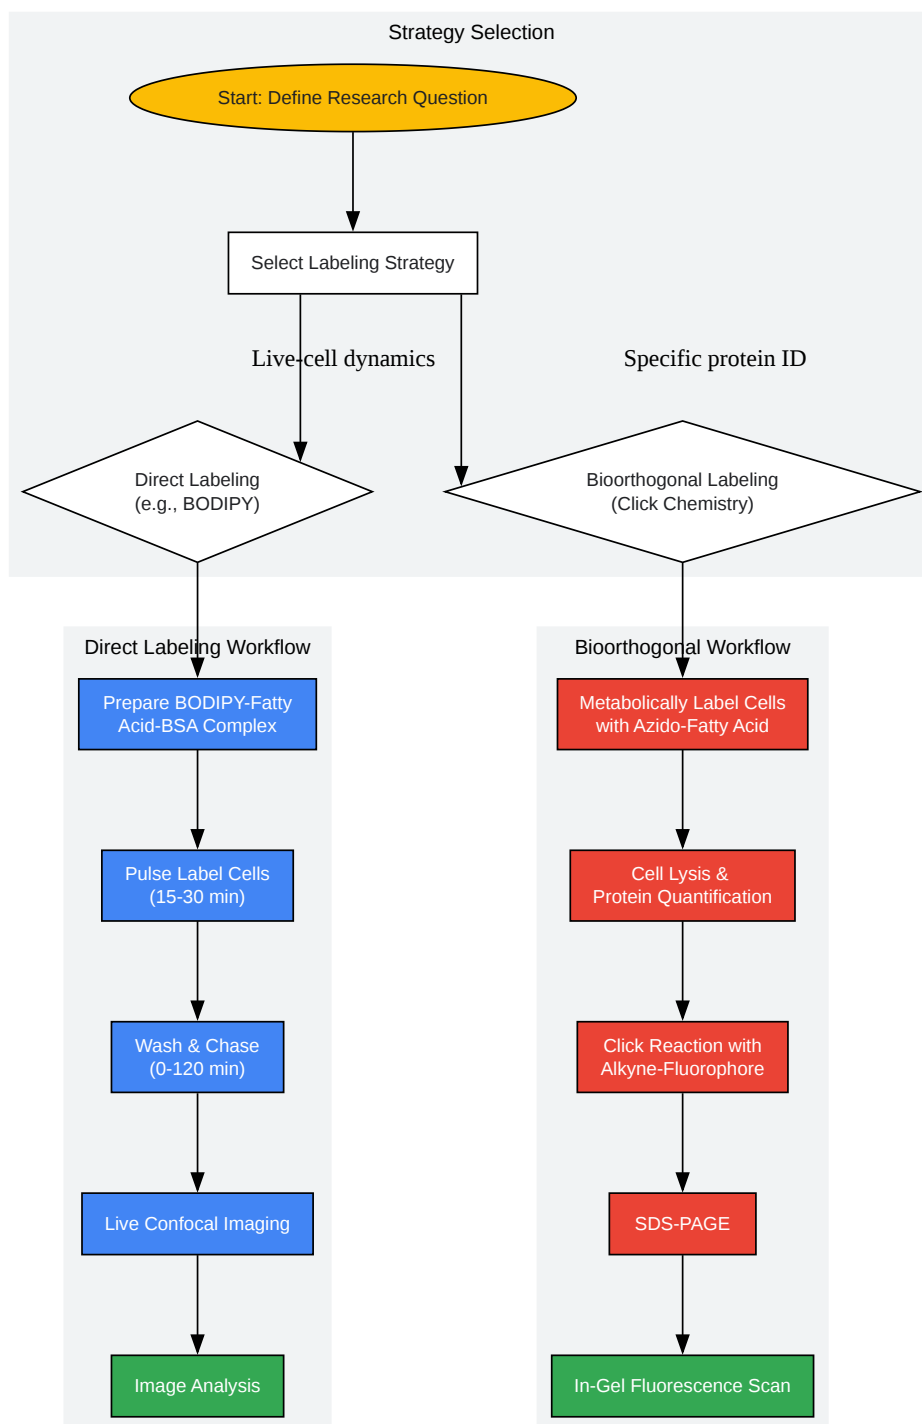 Strategy Selection
Start: Define Research Question
Select Labeling Strategy
Live-cell dynamics
Specific protein ID
Direct Labeling
(e.g., BODIPY)
Bioorthogonal Labeling
(Click Chemistry)
Direct Labeling Workflow
Prepare BODIPY-Fatty
Acid-BSA Complex
Pulse Label Cells
(15-30 min)
Wash & Chase
(0-120 min)
Live Confocal Imaging
Image Analysis
Bioorthogonal Workflow
Metabolically Label Cells
with Azido-Fatty Acid
Cell Lysis &
Protein Quantification
Click Reaction with
Alkyne-Fluorophore
SDS-PAGE
In-Gel Fluorescence Scan